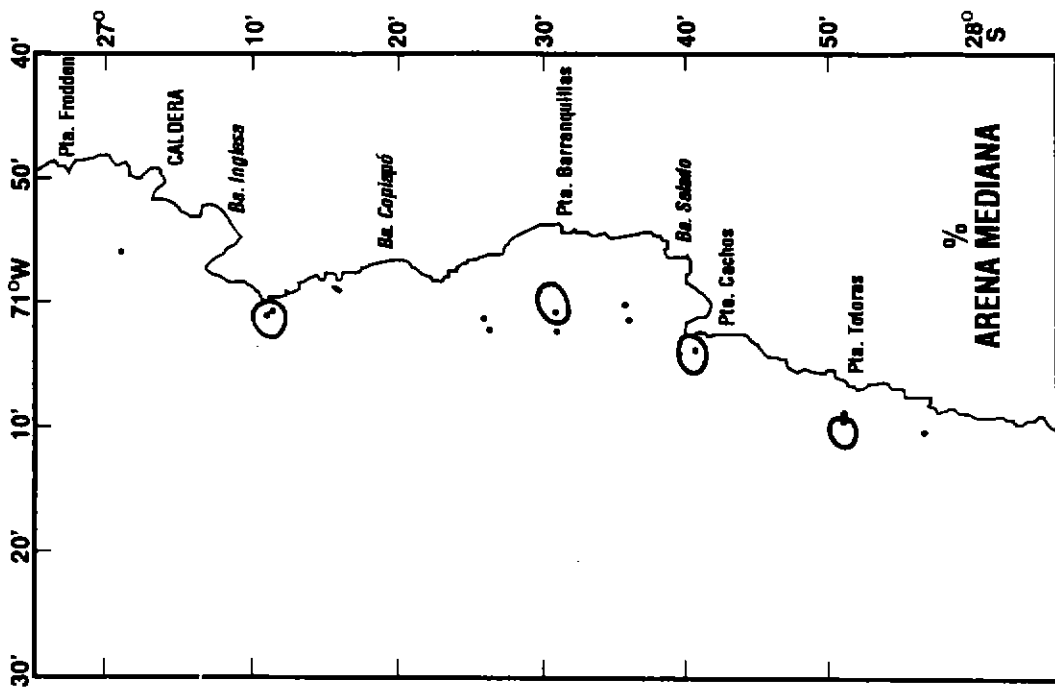 40'
50'
71°W
10'
20'
30'
27°
10'
20'
30'
40'
50'
28°
S
Pta. Frodden
CALDERA
Ba. Inglesa
Ba. Copiapó
Pta. Barranquillas
Ba. Salado
Pta. Cachos
Pta. Totoras
%
ARENA MEDIANA